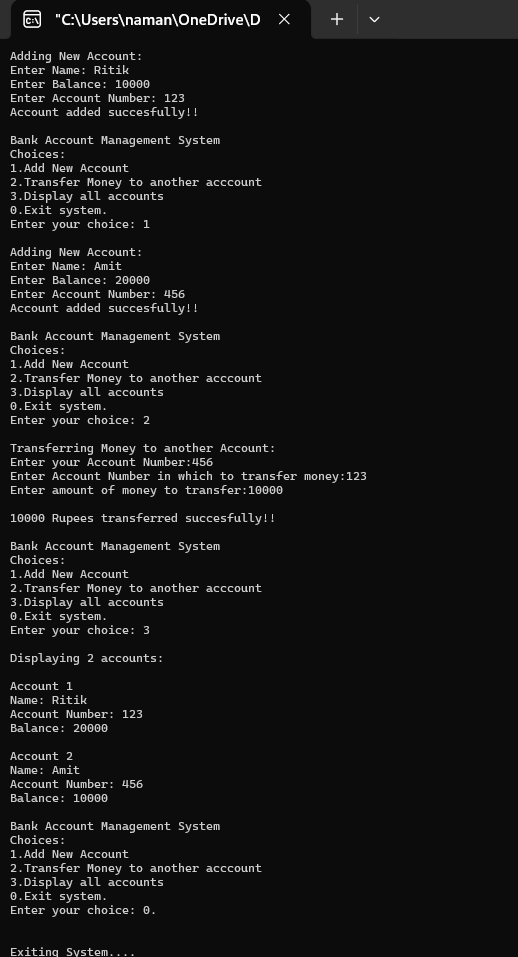 "C:\Users\naman\OneDrive\D
Adding New Account:
Enter Name: Ritik
Enter Balance: 10000
Enter Account Number: 123
Account added succesfully!!
Bank Account Management System
Choices:
1.Add New Account
2.Transfer Money to another acccount
3.Display all accounts
0.Exit system.
Enter your choice: 1
Adding New Account:
Enter Name: Amit
Enter Balance: 20000
Enter Account Number: 456
Account added succesfully!!
Bank Account Management System
Choices:
1.Add New Account
2.Transfer Money to another acccount
3.Display all accounts
0.Exit system.
Enter your choice: 2
Transferring Money to another Account:
Enter your Account Number:456
Enter Account Number in which to transfer money:123
Enter amount of money to transfer:10000
10000 Rupees transferred succesfully!!
Bank Account Management System
Choices:
1.Add New Account
2.Transfer Money to another acccount
3.Display all accounts
0.Exit system.
Enter your choice: 3
Displaying 2 accounts:
Account 1
Name: Ritik
Account Number: 123
Balance: 20000
Account 2
Name: Amit
Account Number: 456
Balance: 10000
Bank Account Management System
Choices:
1.Add New Account
2.Transfer Money to another acccount
3.Display all accounts
0.Exit system.
Enter your choice: 0.
Exiting System....